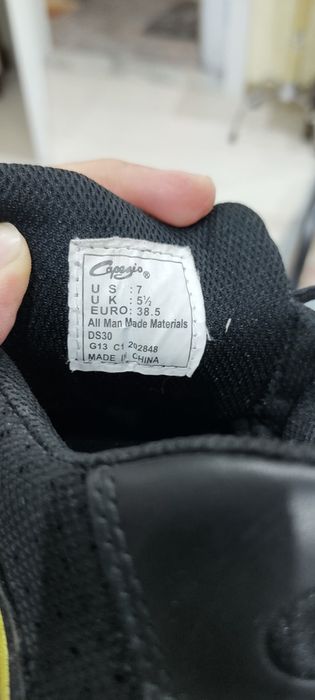 Capezio®
US : 7
UK : 5½
EURO: 38.5
All Man Made Materials
DS30
G13 C1 202848
MADE IN CHINA